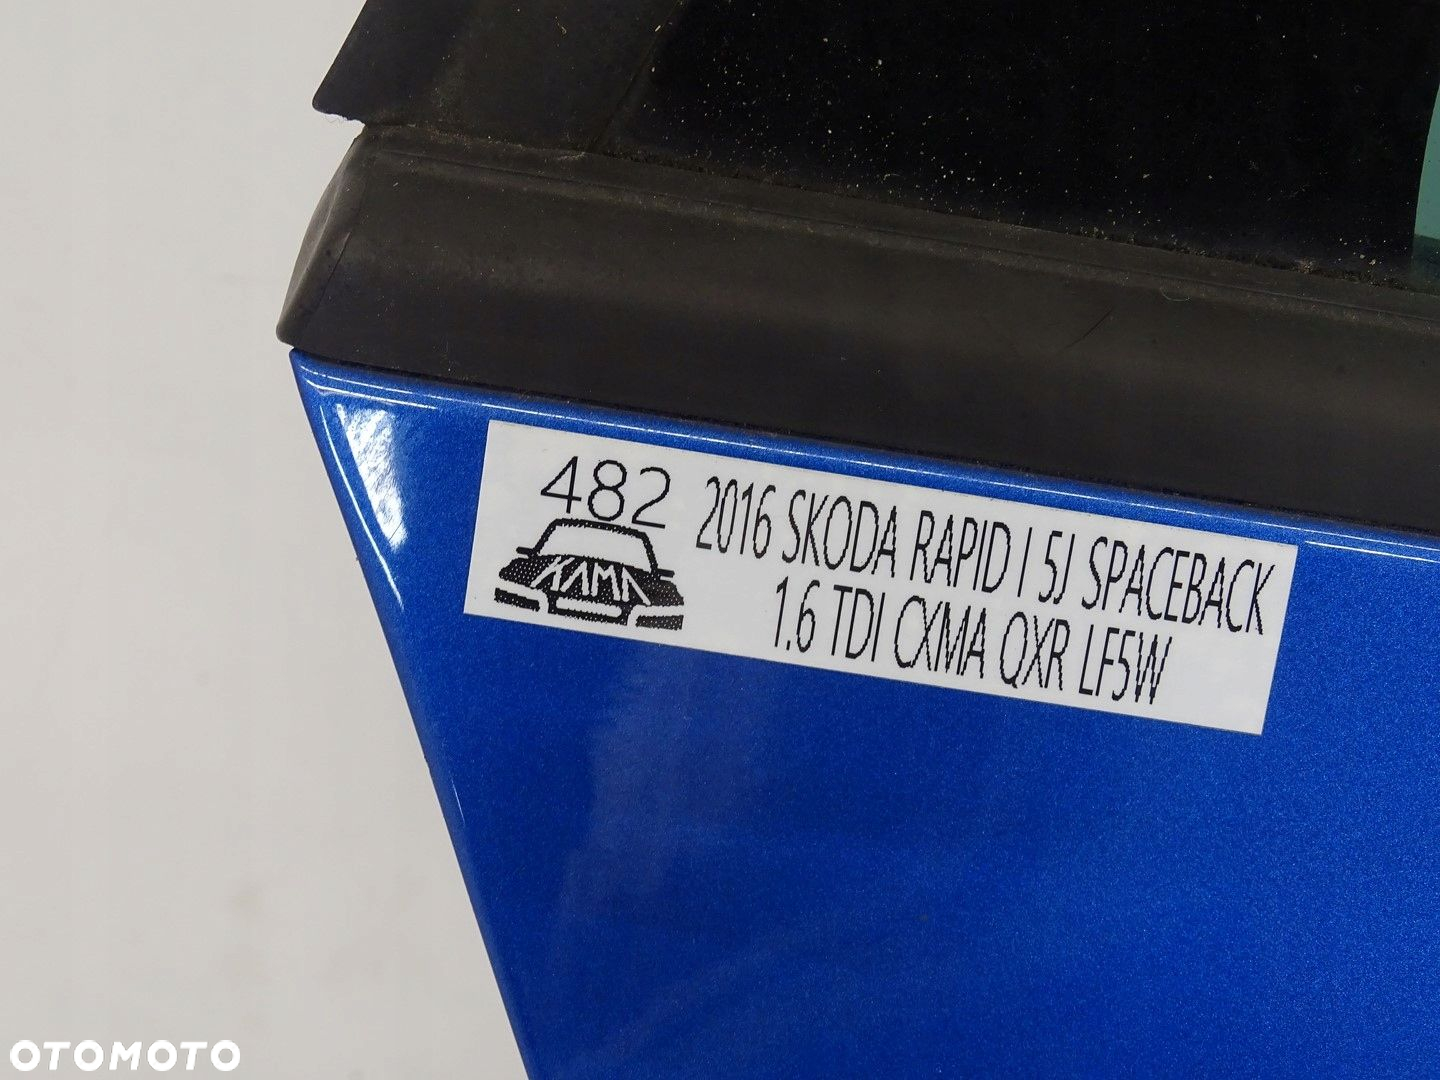 482
KAMA
2016 SKODA RAPID I 5J SPACEBACK
1.6 TDI CXMA QXR LF5W
OTOMOTO